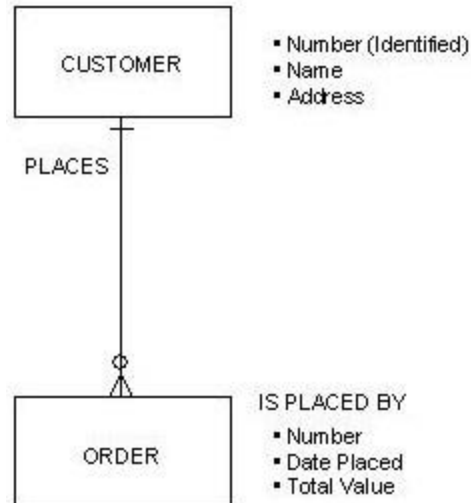 CUSTOMER
▪ Number (Identified)
▪ Name
▪ Address
PLACES
IS PLACED BY
▪ Number
▪ Date Placed
▪ Total Value
ORDER